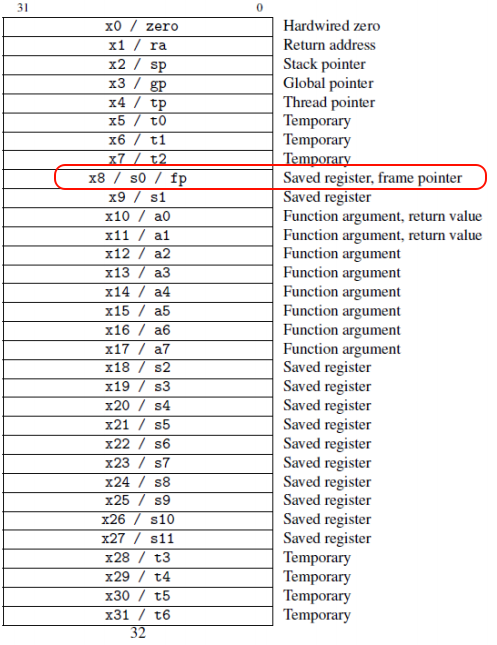 31 0
x0 / zero Hardwired zero
x1 / ra Return address
x2 / sp Stack pointer
x3 / gp Global pointer
x4 / tp Thread pointer
x5 / t0 Temporary
x6 / t1 Temporary
x7 / t2 Temporary
x8 / s0 / fp Saved register, frame pointer
x9 / s1 Saved register
x10 / a0 Function argument, return value
x11 / a1 Function argument, return value
x12 / a2 Function argument
x13 / a3 Function argument
x14 / a4 Function argument
x15 / a5 Function argument
x16 / a6 Function argument
x17 / a7 Function argument
x18 / s2 Saved register
x19 / s3 Saved register
x20 / s4 Saved register
x21 / s5 Saved register
x22 / s6 Saved register
x23 / s7 Saved register
x24 / s8 Saved register
x25 / s9 Saved register
x26 / s10 Saved register
x27 / s11 Saved register
x28 / t3 Temporary
x29 / t4 Temporary
x30 / t5 Temporary
x31 / t6 Temporary
32